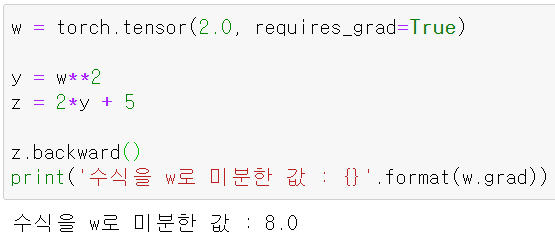 w = torch.tensor(2.0, requires_grad=True)
y = w**2
z = 2*y + 5
z.backward()
print('수식을 w로 미분한 값 : {}'.format(w.grad))
수식을 w로 미분한 값 : 8.0